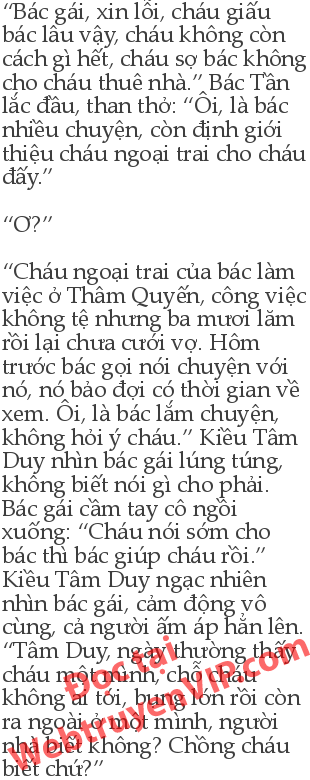 “Bác gái, xin lỗi, cháu giấu
bác lâu vậy, cháu không còn
cách gì hết, cháu sợ bác không
cho cháu thuê nhà.” Bác Tần
lắc đầu, than thở: “Ôi, là bác
nhiều chuyện, còn định giới
thiệu cháu ngoại trai cho cháu
đấy.”
“Ơ?”
“Cháu ngoại trai của bác làm
việc ở Thâm Quyến, công việc
không tệ nhưng ba mươi lăm
rồi lại chưa cưới vợ. Hôm
trước bác gọi nói chuyện với
nó, nó bảo đợi có thời gian về
xem. Ôi, là bác lắm chuyện,
không hỏi ý cháu.” Kiều Tâm
Duy nhìn bác gái lúng túng,
không biết nói gì cho phải.
Bác gái cầm tay cô ngồi
xuống: “Cháu nói sớm cho
bác thì bác giúp cháu rồi.”
Kiều Tâm Duy ngạc nhiên
nhìn bác gái, cảm động vô
cùng, cả người ấm áp hẳn lên.
“Tâm Duy, ngày thường thấy
cháu một mình, chỗ cháu
không ai tới, bụng lớn rồi còn
ra ngoài ở một mình, người
nhà biết không? Chồng cháu
biết chứ?”
Đọc tại
WebtruyenVIP.com